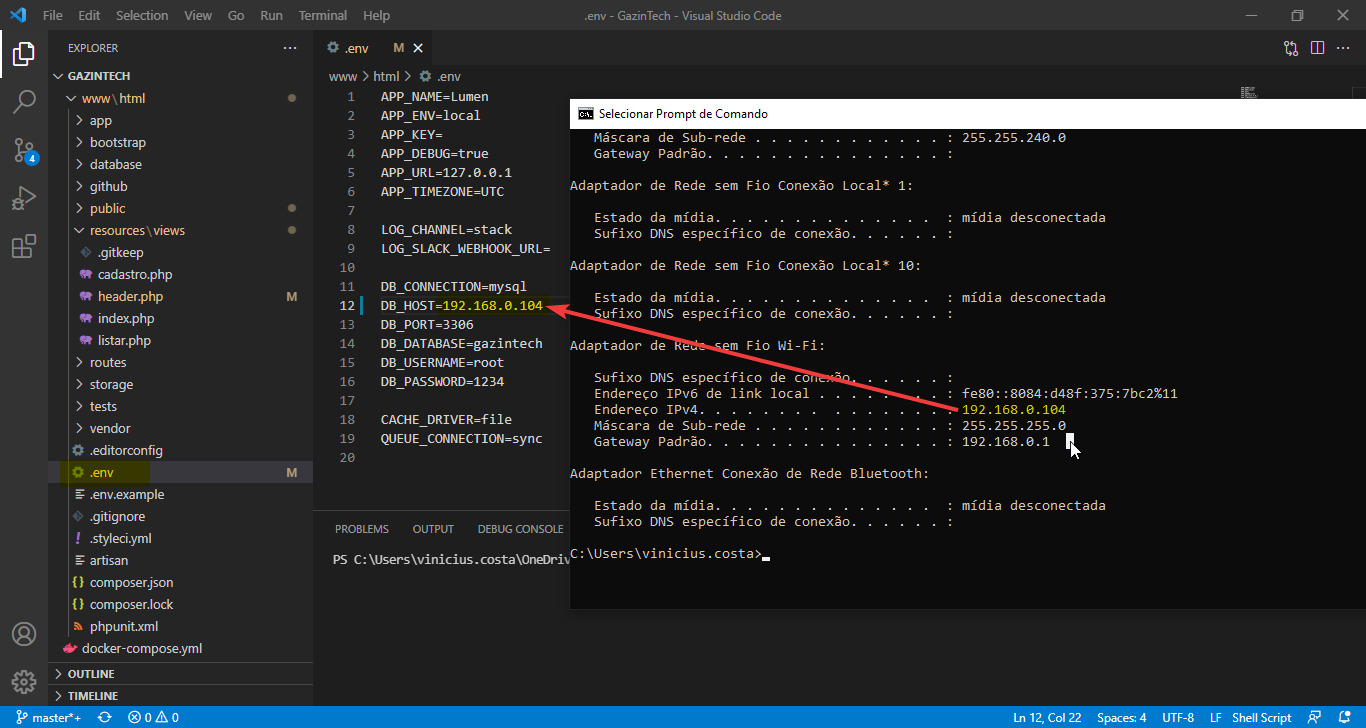 File Edit Selection View Go Run Terminal Help .env - GazinTech - Visual Studio Code
EXPLORER
GAZINTECH
www\html
app
bootstrap
database
github
public
resources\views
.gitkeep
cadastro.php
header.php M
index.php
listar.php
routes
storage
tests
vendor
.editorconfig
.env M
.env.example
.gitignore
.styleci.yml
artisan
composer.json
composer.lock
phpunit.xml
docker-compose.yml
OUTLINE
TIMELINE
4
.env M
www > html > .env
1 APP_NAME=Lumen
2 APP_ENV=local
3 APP_KEY=
4 APP_DEBUG=true
5 APP_URL=127.0.0.1
6 APP_TIMEZONE=UTC
7
8 LOG_CHANNEL=stack
9 LOG_SLACK_WEBHOOK_URL=
10
11 DB_CONNECTION=mysql
12 DB_HOST=192.168.0.104
13 DB_PORT=3306
14 DB_DATABASE=gazintech
15 DB_USERNAME=root
16 DB_PASSWORD=1234
17
18 CACHE_DRIVER=file
19 QUEUE_CONNECTION=sync
20
PROBLEMS OUTPUT DEBUG CONSOLE
PS C:\Users\vinicius.costa\OneDriv
C:\. Selecionar Prompt de Comando
Máscara de Sub-rede . . . . . . . . . . . . : 255.255.240.0
Gateway Padrão. . . . . . . . . . . . . . . :
Adaptador de Rede sem Fio Conexão Local* 1:
Estado da mídia. . . . . . . . . . . . . . : mídia desconectada
Sufixo DNS específico de conexão. . . . . . :
Adaptador de Rede sem Fio Conexão Local* 10:
Estado da mídia. . . . . . . . . . . . . . : mídia desconectada
Sufixo DNS específico de conexão. . . . . . :
Adaptador de Rede sem Fio Wi-Fi:
Sufixo DNS específico de conexão. . . . . . :
Endereço IPv6 de link local . . . . . . . . : fe80::8084:d48f:375:7bc2%11
Endereço IPv4. . . . . . . . . . . . . . . : 192.168.0.104
Máscara de Sub-rede . . . . . . . . . . . . : 255.255.255.0
Gateway Padrão. . . . . . . . . . . . . . . : 192.168.0.1
Adaptador Ethernet Conexão de Rede Bluetooth:
Estado da mídia. . . . . . . . . . . . . . : mídia desconectada
Sufixo DNS específico de conexão. . . . . . :
C:\Users\vinicius.costa>
master*+ 0 0 Ln 12, Col 22 Spaces: 4 UTF-8 LF Shell Script